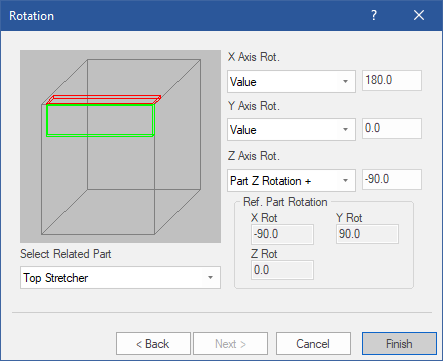 Rotation
? ×
X Axis Rot.
Value 180.0
Y Axis Rot.
Value 0.0
Z Axis Rot.
Part Z Rotation + -90.0
Ref. Part Rotation
X Rot Y Rot
-90.0 90.0
Z Rot
0.0
Select Related Part
Top Stretcher
< Back Next > Cancel Finish